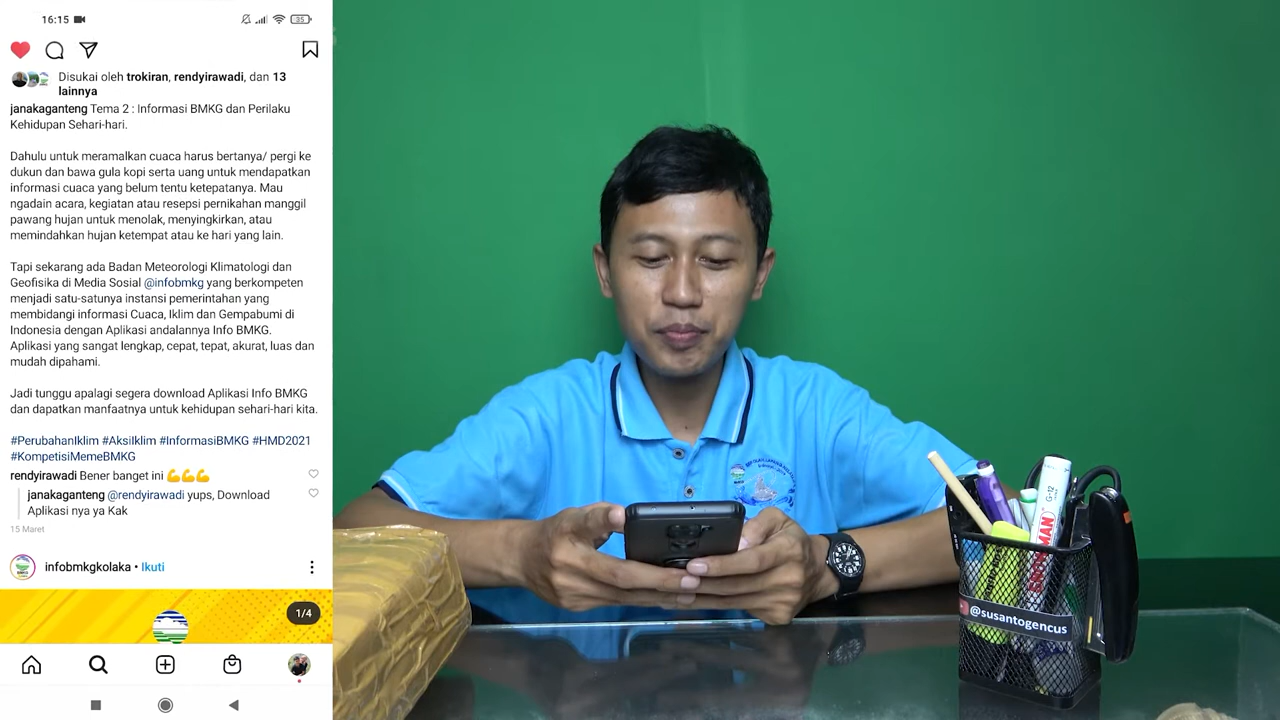 16:15
35
Disukai oleh trokiran, rendyirawadi, dan 13
lainnya
janakaganteng Tema 2 : Informasi BMKG dan Perilaku
Kehidupan Sehari-hari.
Dahulu untuk meramalkan cuaca harus bertanya/ pergi ke
dukun dan bawa gula kopi serta uang untuk mendapatkan
informasi cuaca yang belum tentu ketepatanya. Mau
ngadain acara, kegiatan atau resepsi pernikahan manggil
pawang hujan untuk menolak, menyingkirkan, atau
memindahkan hujan ketempat atau ke hari yang lain.
Tapi sekarang ada Badan Meteorologi Klimatologi dan
Geofisika di Media Sosial @infobmkg yang berkompeten
menjadi satu-satunya instansi pemerintahan yang
membidangi informasi Cuaca, Iklim dan Gempabumi di
Indonesia dengan Aplikasi andalannya Info BMKG.
Aplikasi yang sangat lengkap, cepat, tepat, akurat, luas dan
mudah dipahami.
Jadi tunggu apalagi segera download Aplikasi Info BMKG
dan dapatkan manfaatnya untuk kehidupan sehari-hari kita.
#PerubahanIklim #AksiIklim #InformasiBMKG #HMD2021
#KompetisiMemeBMKG
rendyirawadi Bener banget ini 💪💪💪
janakaganteng @rendyirawadi yups, Download
Aplikasi nya ya Kak
15 Maret
infobmkgkolaka • Ikuti
1/4
G-12
@susantogencus